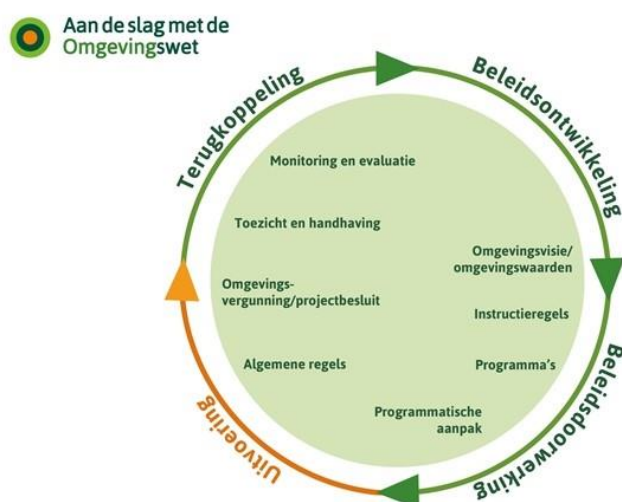 Aan de slag met de
Omgevingswet
Terugkoppeling
Beleidsontwikkeling
Monitoring en evaluatie
Toezicht en handhaving
Omgevingsvisie/
omgevingswaarden
Omgevings-
vergunning/projectbesluit
Instructieregels
Algemene regels
Programma's
Programmatische
aanpak
Uitvoering
Beleidsdoorwerking